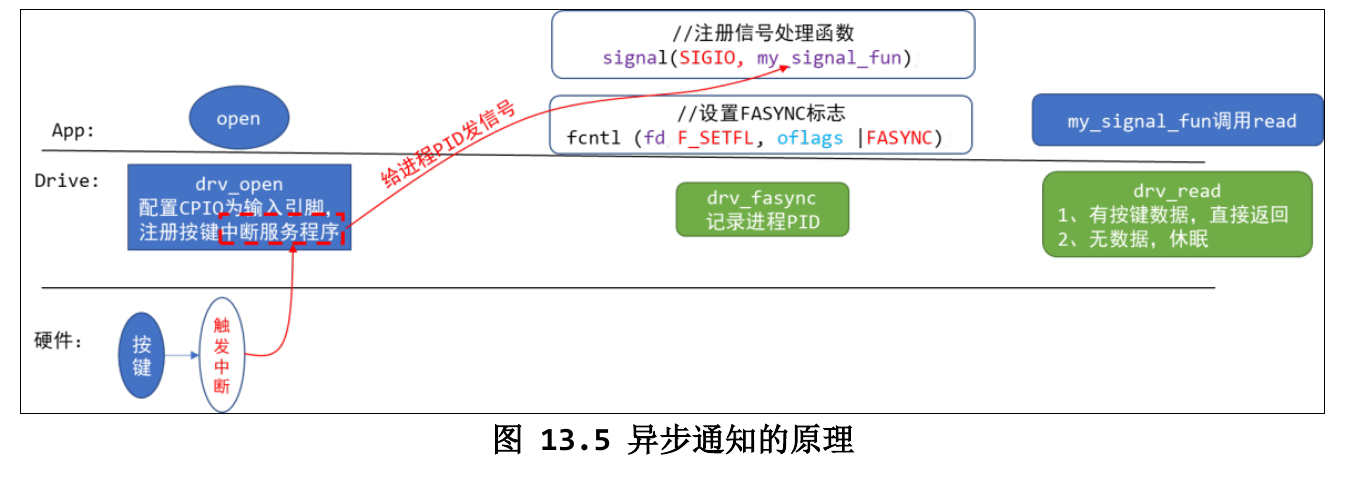 //注册信号处理函数
signal(SIGIO, my_signal_fun)
App:
open
//设置FASYNC标志
fcntl (fd F_SETFL, oflags |FASYNC)
my_signal_fun调用read
给进程PID发信号
Drive:
drv_open
配置CPIO为输入引脚,
注册按键中断服务程序
drv_fasync
记录进程PID
drv_read
1、有按键数据，直接返回
2、无数据，休眠
硬件:
按
键
触
发
中
断
图 13.5 异步通知的原理